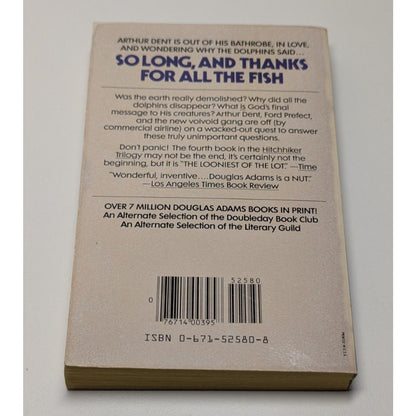 ARTHUR DENT IS OUT OF HIS BATHROBE, IN LOVE,
AND WONDERING WHY THE DOLPHINS SAID...
SO LONG, AND THANKS
FOR ALL THE FISH
Was the earth really demolished? Why did all the
dolphins disappear? What is God's final
message to His creatures? Arthur Dent, Ford Prefect,
and the new volvoid gang are off (by
commercial airline) on a wacked-out quest to answer
these truly unimportant questions.
Don't panic! The fourth book in the Hitchhiker
Trilogy may not be the end, it's certainly not the
beginning, but it is "THE LOONIEST OF THE LOT."—Time
"Wonderful, inventive....Douglas Adams is a NUT."
—Los Angeles Times Book Review
OVER 7 MILLION DOUGLAS ADAMS BOOKS IN PRINT!
An Alternate Selection of the Doubleday Book Club
An Alternate Selection of the Literary Guild
52580
0
76714 00395
ISBN 0-671-52580-8